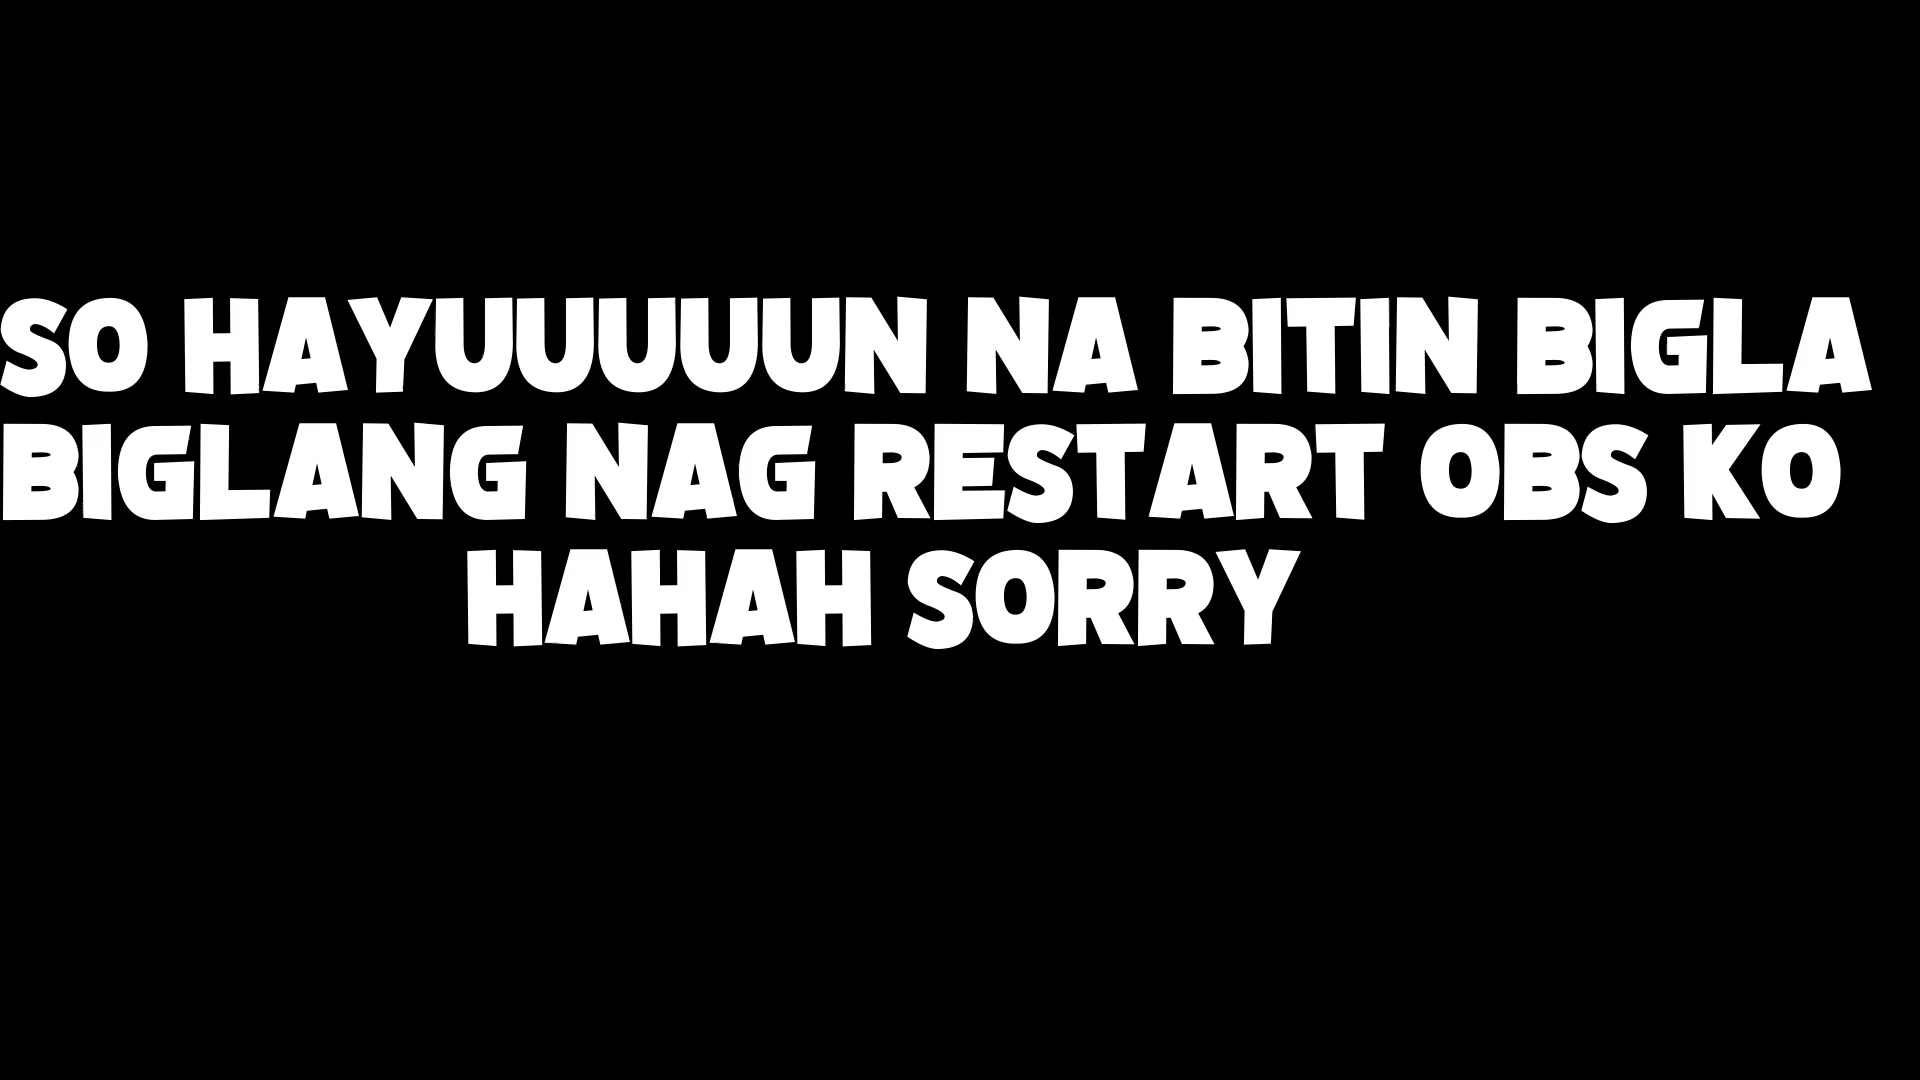 SO HAYUUUUUN NA BITIN BIGLA
BIGLANG NAG RESTART OBS KO
HAHAH SORRY